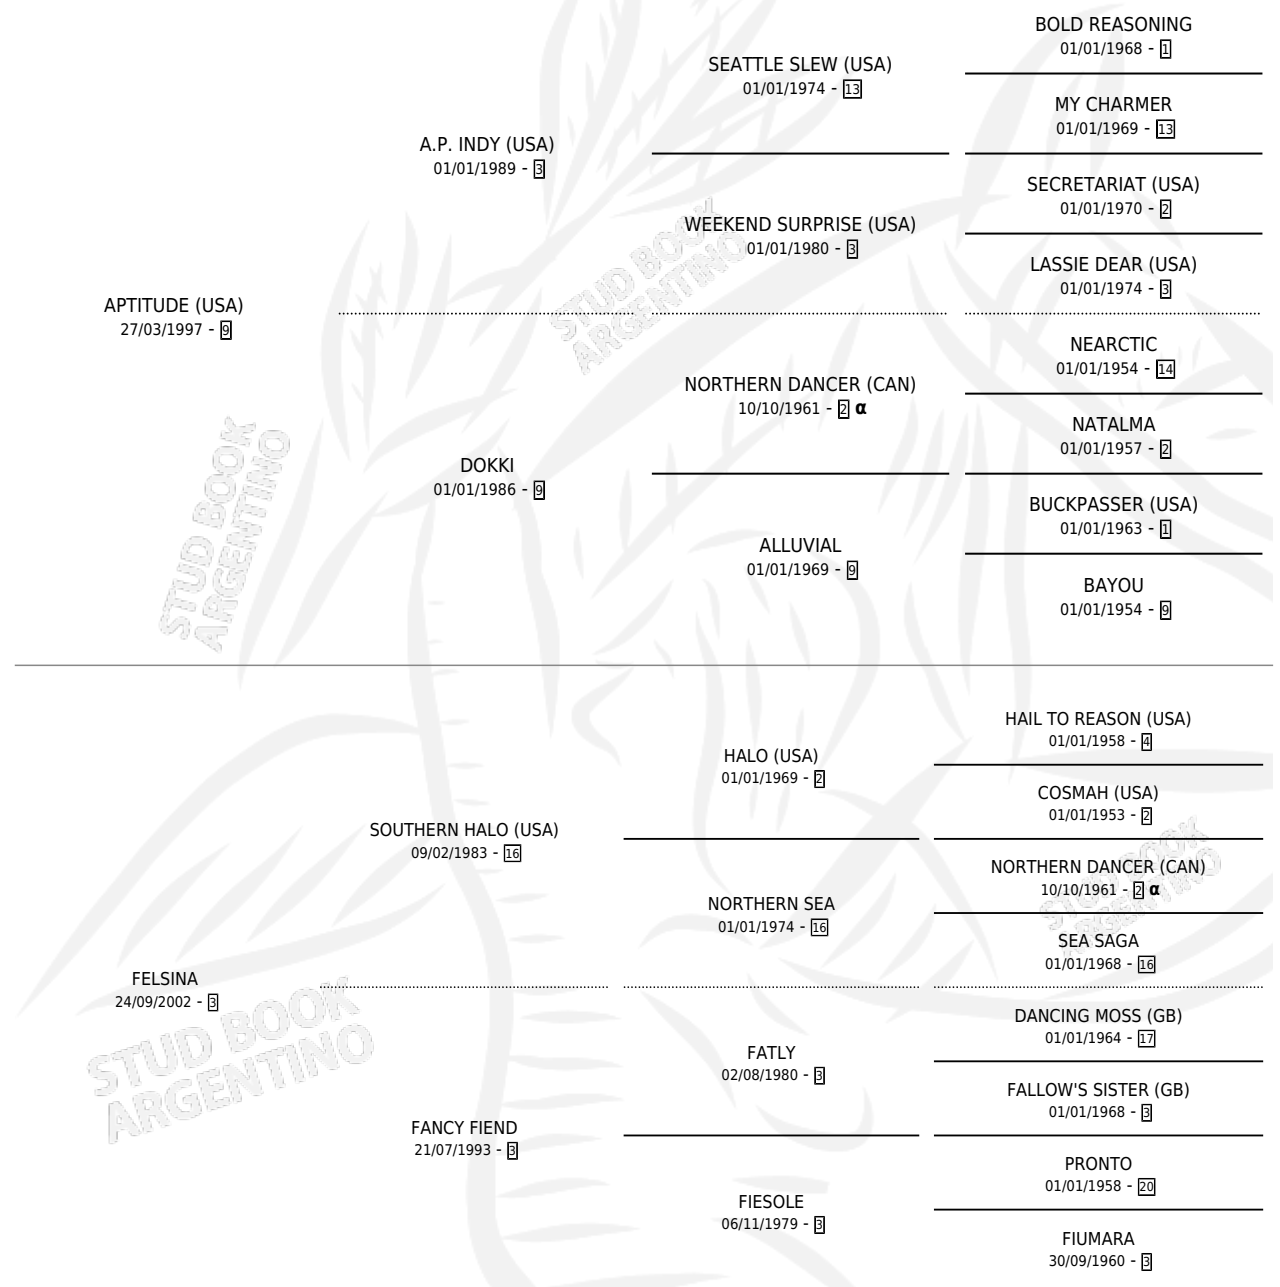 BOLD REASONING
01/01/1968 - 1
SEATTLE SLEW (USA)
01/01/1974 - 13
MY CHARMER
01/01/1969 - 13
A.P. INDY (USA)
01/01/1989 - 3
SECRETARIAT (USA)
01/01/1970 - 2
WEEKEND SURPRISE (USA)
01/01/1980 - 3
LASSIE DEAR (USA)
01/01/1974 - 3
STUD BOOK
ARGENTINO
APTITUDE (USA)
27/03/1997 - 9
NEARCTIC
01/01/1954 - 14
NORTHERN DANCER (CAN)
10/10/1961 - 2 α
NATALMA
01/01/1957 - 2
DOKKI
01/01/1986 - 9
BUCKPASSER (USA)
01/01/1963 - 1
ALLUVIAL
01/01/1969 - 9
BAYOU
01/01/1954 - 9
STUD BOOK
ARGENTINO
HAIL TO REASON (USA)
01/01/1958 - 4
HALO (USA)
01/01/1969 - 2
COSMAH (USA)
01/01/1953 - 2
SOUTHERN HALO (USA)
09/02/1983 - 16
NORTHERN DANCER (CAN)
10/10/1961 - 2 α
NORTHERN SEA
01/01/1974 - 16
SEA SAGA
01/01/1968 - 16
STUD BOOK
ARGENTINO
FELSINA
24/09/2002 - 3
DANCING MOSS (GB)
01/01/1964 - 17
FATLY
02/08/1980 - 3
FALLOW'S SISTER (GB)
01/01/1968 - 3
STUD BOOK
ARGENTINO
FANCY FIEND
21/07/1993 - 3
PRONTO
01/01/1958 - 20
FIESOLE
06/11/1979 - 3
FIUMARA
30/09/1960 - 3